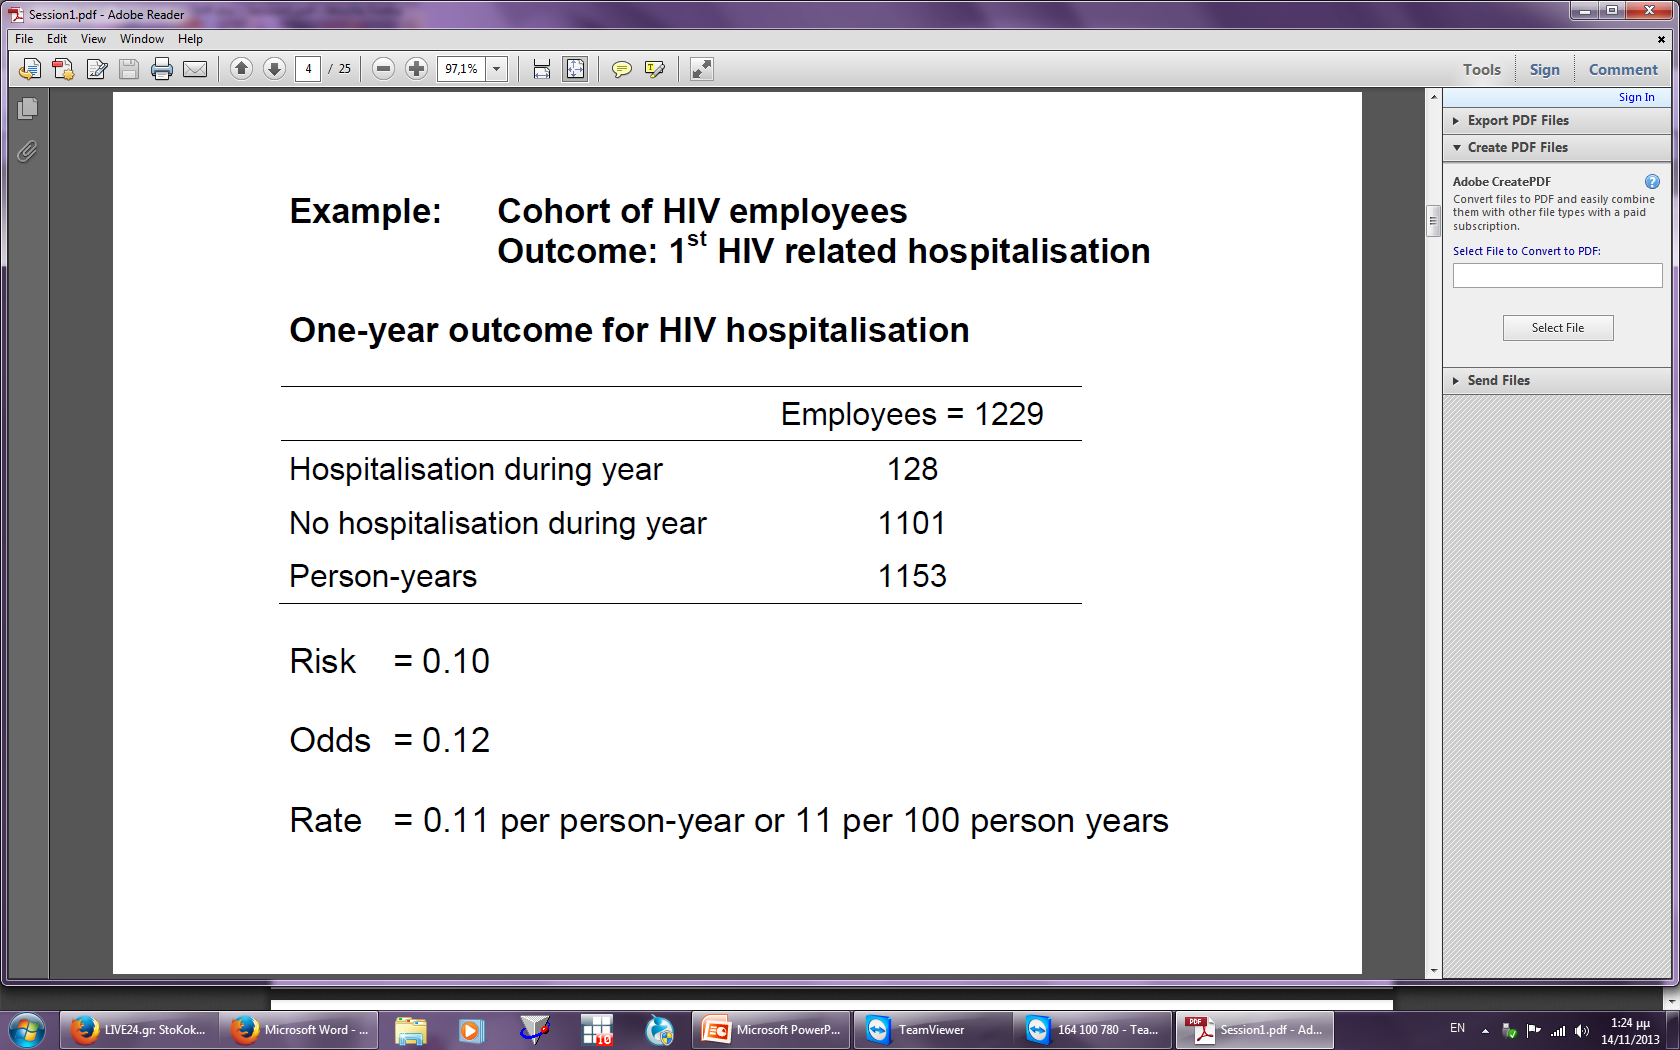 Session1.pdf - Adobe Reader
File Edit View Window Help
4 / 25 97,1% Tools Sign Comment
Sign In
Export PDF Files
Create PDF Files
Adobe CreatePDF
Convert files to PDF and easily combine
them with other file types with a paid
subscription.
Select File to Convert to PDF:
Select File
Send Files
Example: Cohort of HIV employees
Outcome: 1st HIV related hospitalisation
One-year outcome for HIV hospitalisation
Employees = 1229
Hospitalisation during year 128
No hospitalisation during year 1101
Person-years 1153
Risk = 0.10
Odds = 0.12
Rate = 0.11 per person-year or 11 per 100 person years
LIVE24.gr: StoKok... Microsoft Word - ... 10 Microsoft PowerP... TeamViewer 164 100 780 - Tea... PDF Session1.pdf - Ad... EN 1:24 μμ
14/11/2013